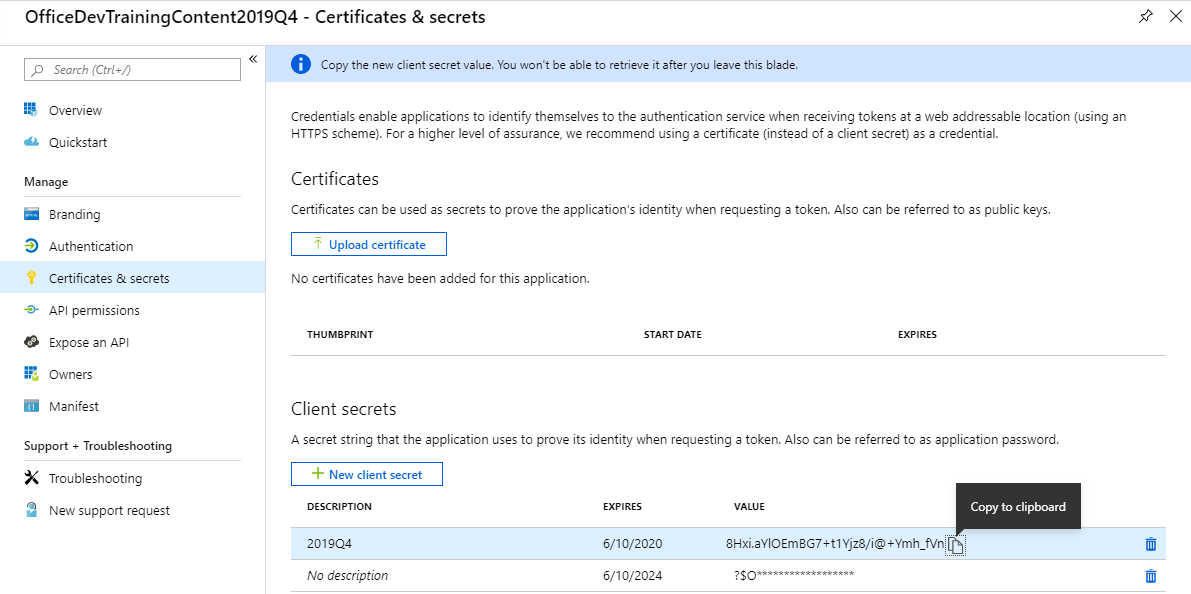 OfficeDevTrainingContent2019Q4 - Certificates & secrets
Search (Ctrl+/)
«
Overview
Quickstart
Manage
Branding
Authentication
Certificates & secrets
API permissions
Expose an API
Owners
Manifest
Support + Troubleshooting
Troubleshooting
New support request
Copy the new client secret value. You won't be able to retrieve it after you leave this blade.
Credentials enable applications to identify themselves to the authentication service when receiving tokens at a web addressable location (using an
HTTPS scheme). For a higher level of assurance, we recommend using a certificate (instead of a client secret) as a credential.
Certificates
Certificates can be used as secrets to prove the application's identity when requesting a token. Also can be referred to as public keys.
Upload certificate
No certificates have been added for this application.
THUMBPRINT START DATE EXPIRES
Client secrets
A secret string that the application uses to prove its identity when requesting a token. Also can be referred to as application password.
New client secret
DESCRIPTION EXPIRES VALUE
Copy to clipboard
2019Q4 6/10/2020 8Hxi.aYlOEmBG7+t1Yjz8/i@+Ymh_fVn
No description 6/10/2024 ?$O******************